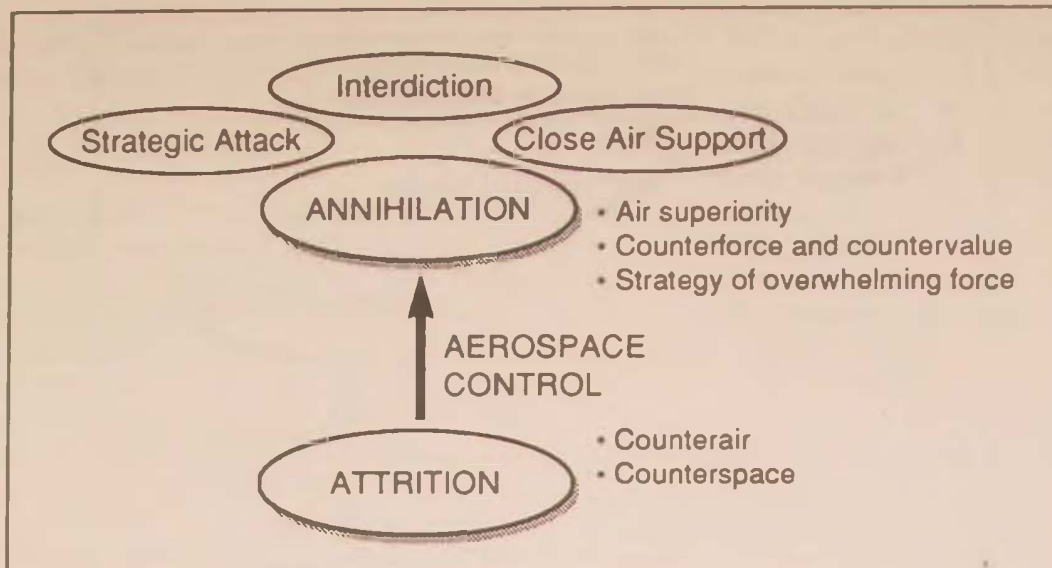 Interdiction
Strategic Attack
Close Air Support
ANNIHILATION
• Air superiority
• Counterforce and countervalue
• Strategy of overwhelming force
AEROSPACE
CONTROL
ATTRITION
• Counterair
• Counterspace